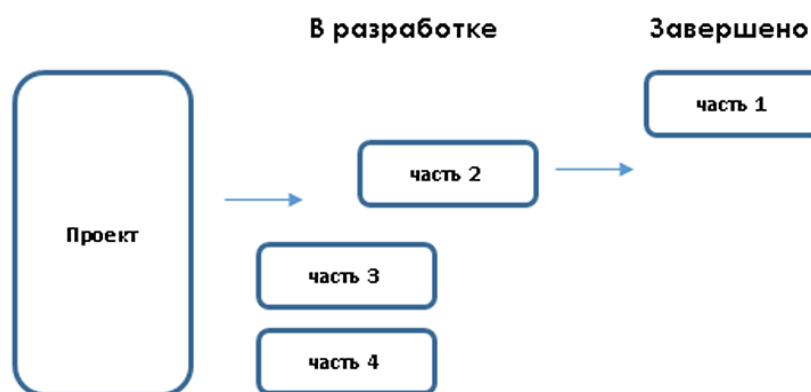 В разработке
Завершено
часть 1
часть 2
Проект
часть 3
часть 4